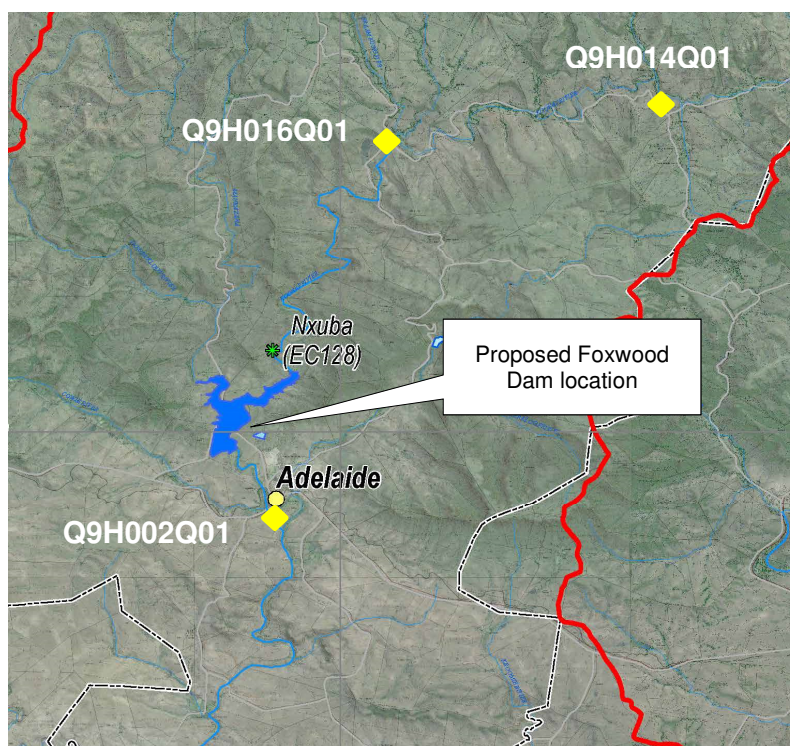 Q9H014Q01
Q9H016Q01
Nxuba
(EC128)
Proposed Foxwood
Dam location
Adelaide
Q9H002Q01